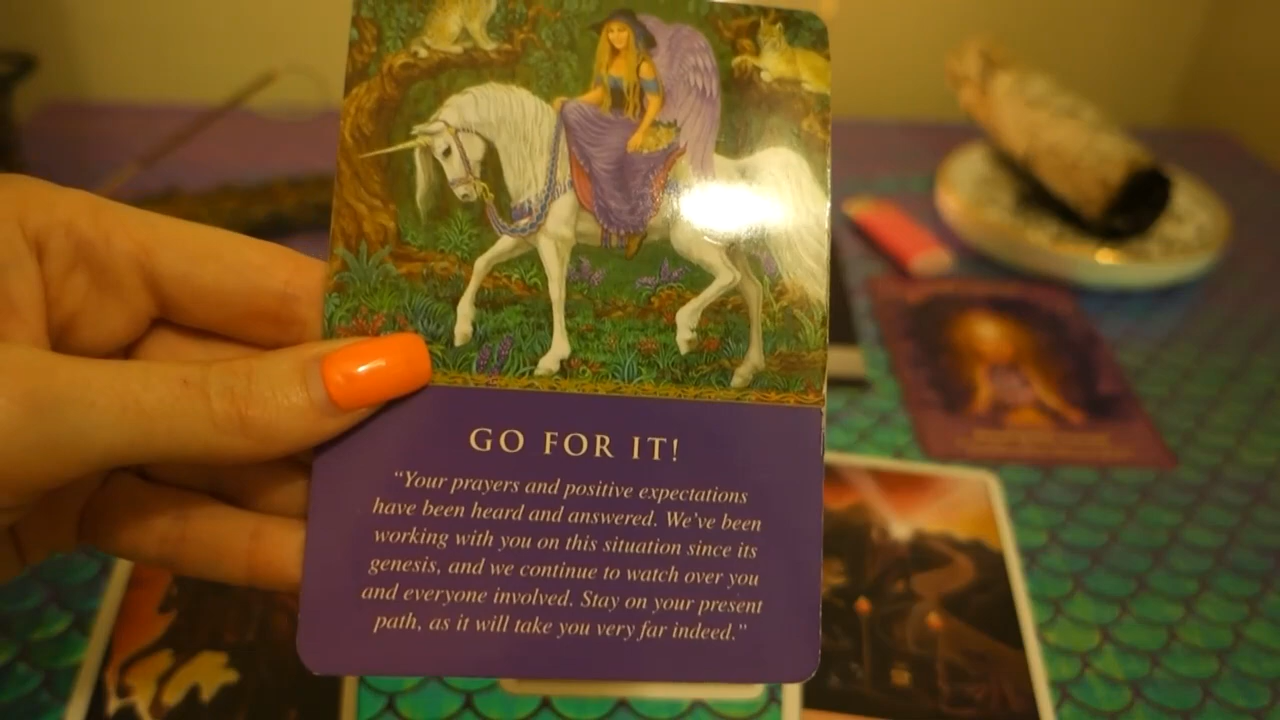 GO FOR IT!
“Your prayers and positive expectations
have been heard and answered. We've been
working with you on this situation since its
genesis, and we continue to watch over you
and everyone involved. Stay on your present
path, as it will take you very far indeed.”